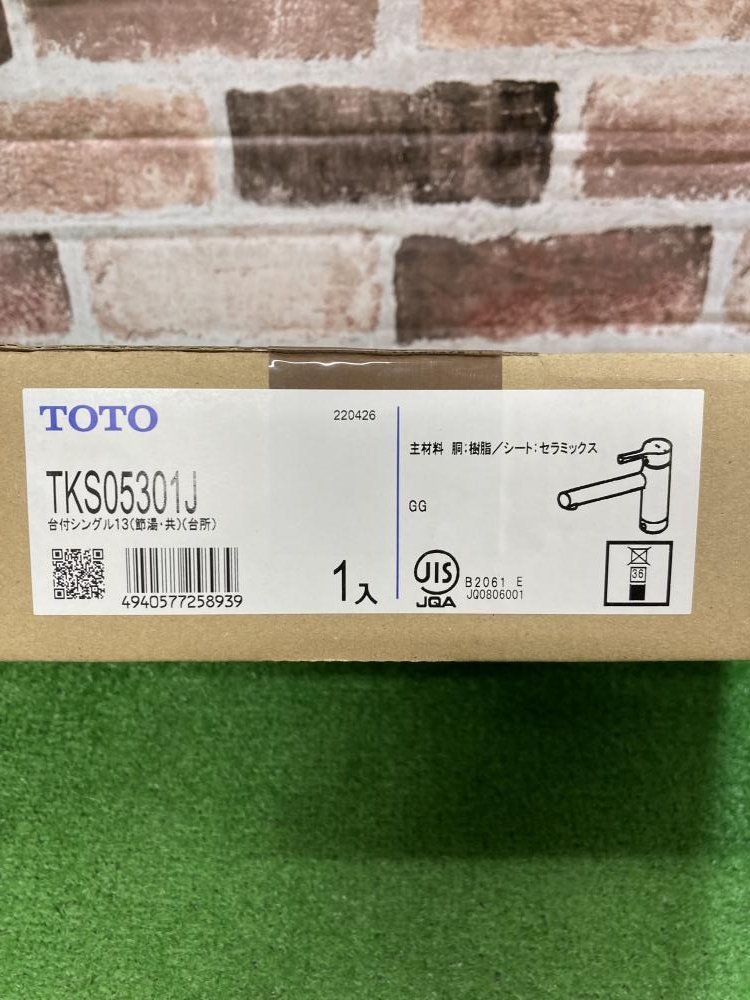 TOTO
220426
TKS05301J
台付シングル13(節湯・共)(台所)
4940577258939
1入
主材料 胴:樹脂/シート:セラミックス
GG
JIS
JQA
B2061 E
JQ0806001
36